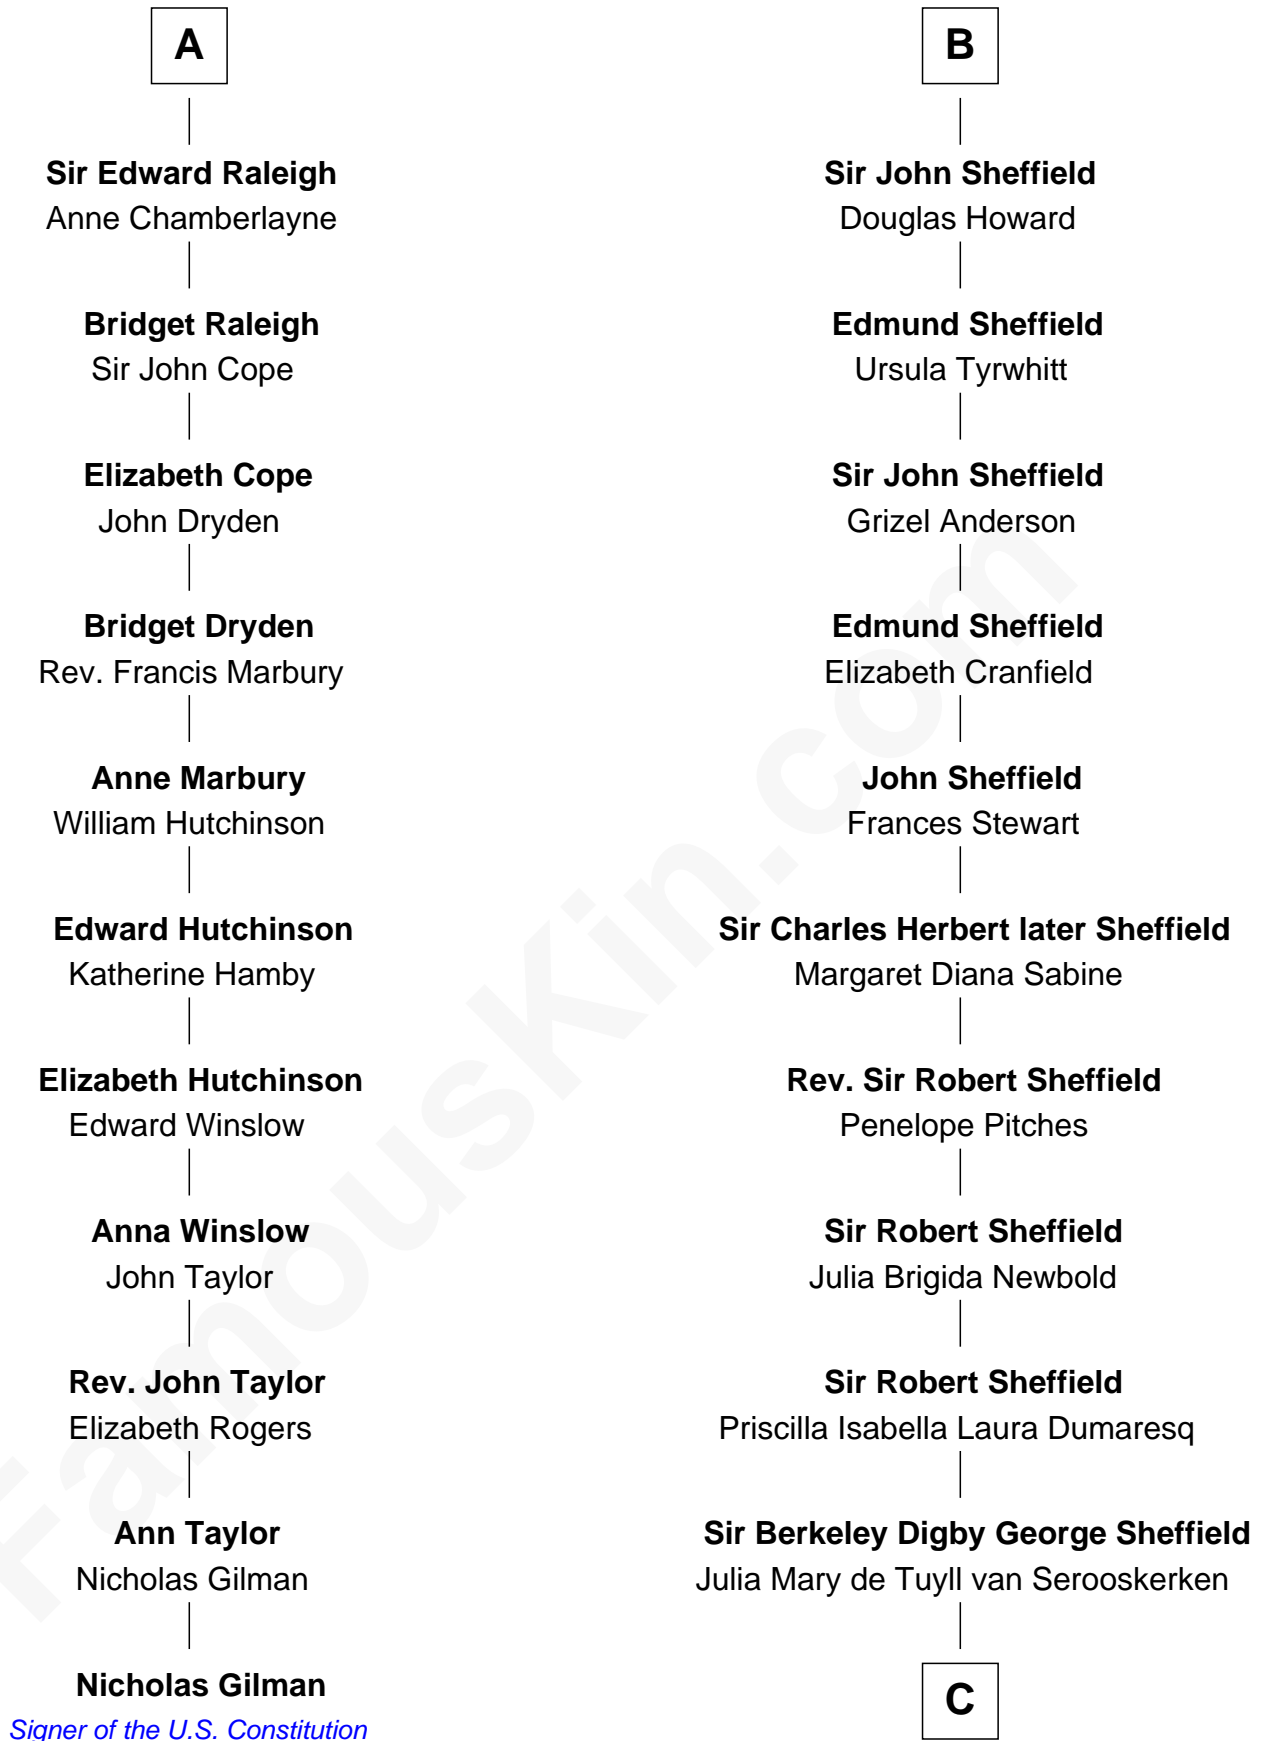 A
Sir Edward Raleigh
Anne Chamberlayne
Bridget Raleigh
Sir John Cope
Elizabeth Cope
John Dryden
Bridget Dryden
Rev. Francis Marbury
Anne Marbury
William Hutchinson
Edward Hutchinson
Katherine Hamby
Elizabeth Hutchinson
Edward Winslow
Anna Winslow
John Taylor
Rev. John Taylor
Elizabeth Rogers
Ann Taylor
Nicholas Gilman
Nicholas Gilman
Signer of the U.S. Constitution
B
Sir John Sheffield
Douglas Howard
Edmund Sheffield
Ursula Tyrwhitt
Sir John Sheffield
Grizel Anderson
Edmund Sheffield
Elizabeth Cranfield
John Sheffield
Frances Stewart
Sir Charles Herbert later Sheffield
Margaret Diana Sabine
Rev. Sir Robert Sheffield
Penelope Pitches
Sir Robert Sheffield
Julia Brigida Newbold
Sir Robert Sheffield
Priscilla Isabella Laura Dumaresq
Sir Berkeley Digby George Sheffield
Julia Mary de Tuyll van Serooskerken
C
FamousKin.com